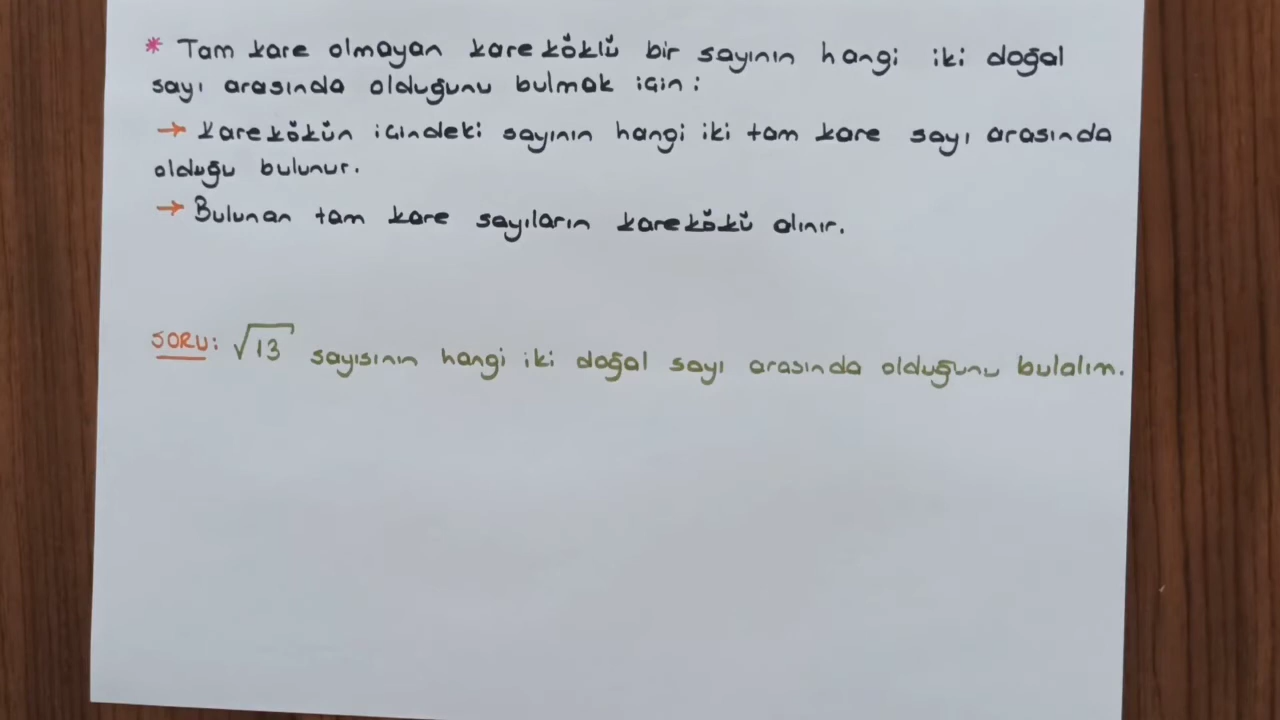 * Tam kare olmayan kareköklü bir sayının hangi iki doğal
sayı arasında olduğunu bulmak için:
→ Karekökün içindeki sayının hangi iki tam kare sayı arasında
olduğu bulunur.
→ Bulunan tam kare sayıların karekökü alınır.
SORU: √13 sayısının hangi iki doğal sayı arasında olduğunu bulalım.